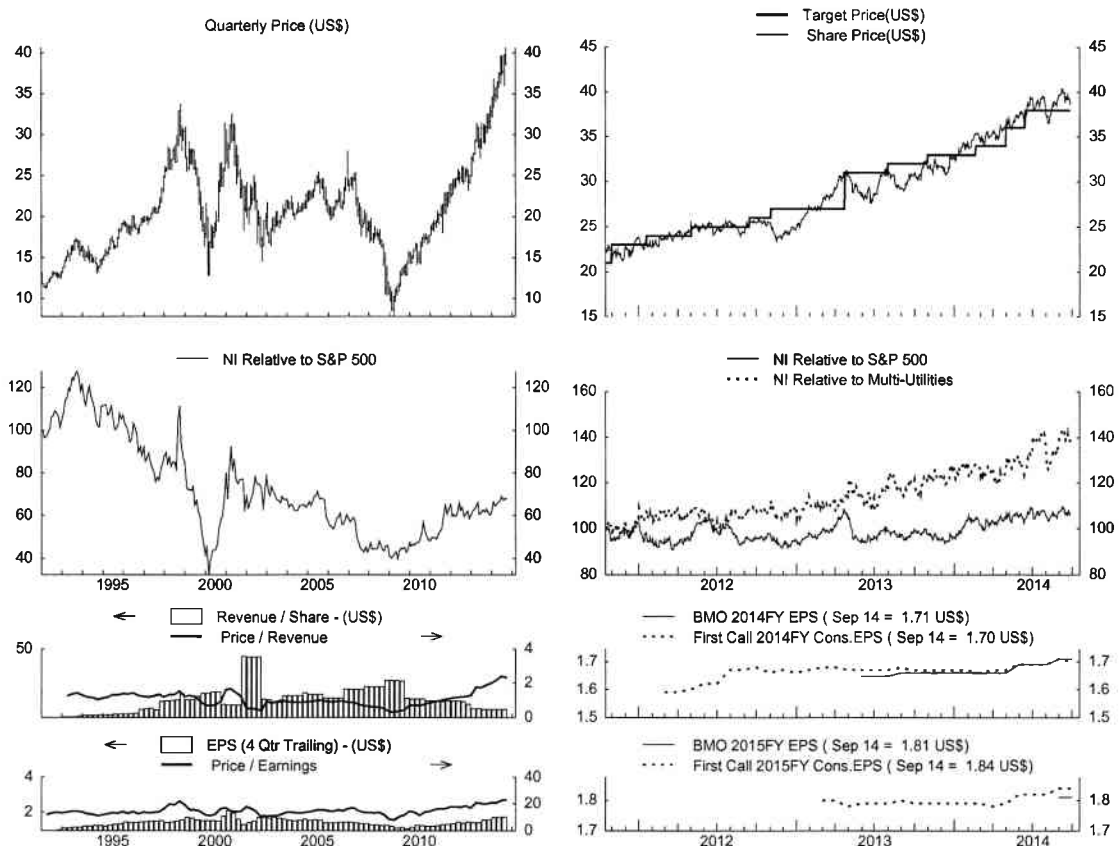 Quarterly Price (US$)
40 40
35 35
30 30
25 25
20 20
15 15
10 10
NI Relative to S&P 500
120 120
100 100
80 80
60 60
40 40
1995 2000 2005 2010
Revenue / Share - (US$)
Price / Revenue
50 4
2
0
EPS (4 Qtr Trailing) - (US$)
Price / Earnings
4 40
2 20
0
1995 2000 2005 2010
Target Price(US$)
Share Price(US$)
45 45
40 40
35 35
30 30
25 25
20 20
15 15
NI Relative to S&P 500
NI Relative to Multi-Utilities
160 160
140 140
120 120
100 100
80 80
2012 2013 2014
BMO 2014FY EPS ( Sep 14 = 1.71 US$)
First Call 2014FY Cons.EPS ( Sep 14 = 1.70 US$)
1.7 1.7
1.6 1.6
1.5 1.5
BMO 2015FY EPS ( Sep 14 = 1.81 US$)
First Call 2015FY Cons.EPS ( Sep 14 = 1.84 US$)
1.8 1.8
1.7 1.7
2012 2013 2014